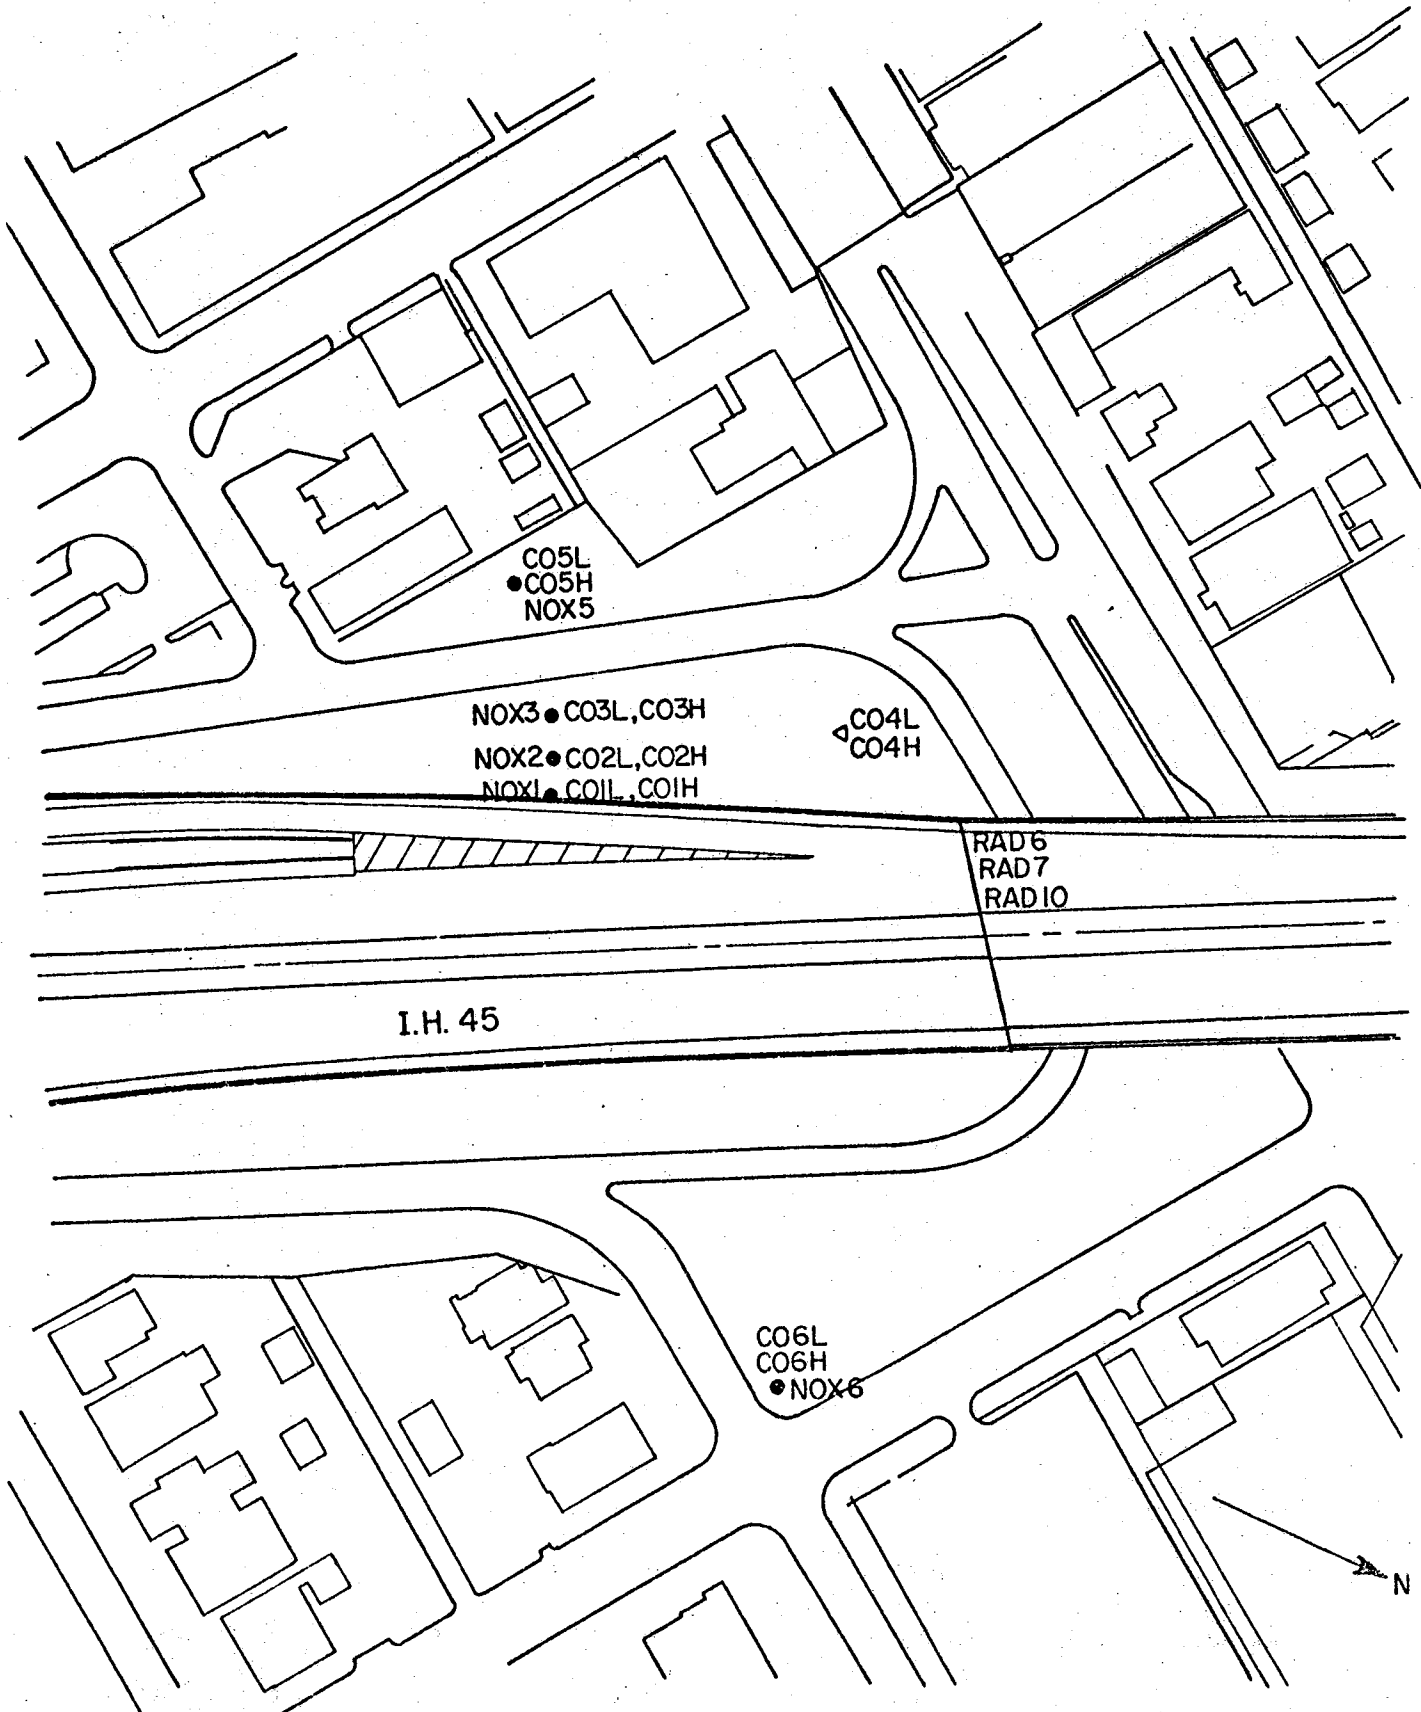 CO5L
CO5H
NOX5
NOX3 CO3L,CO3H
NOX2 CO2L,CO2H
NOX1 CO1L,CO1H
CO4L
CO4H
RAD6
RAD7
RAD10
I.H. 45
CO6L
CO6H
NOX6
N